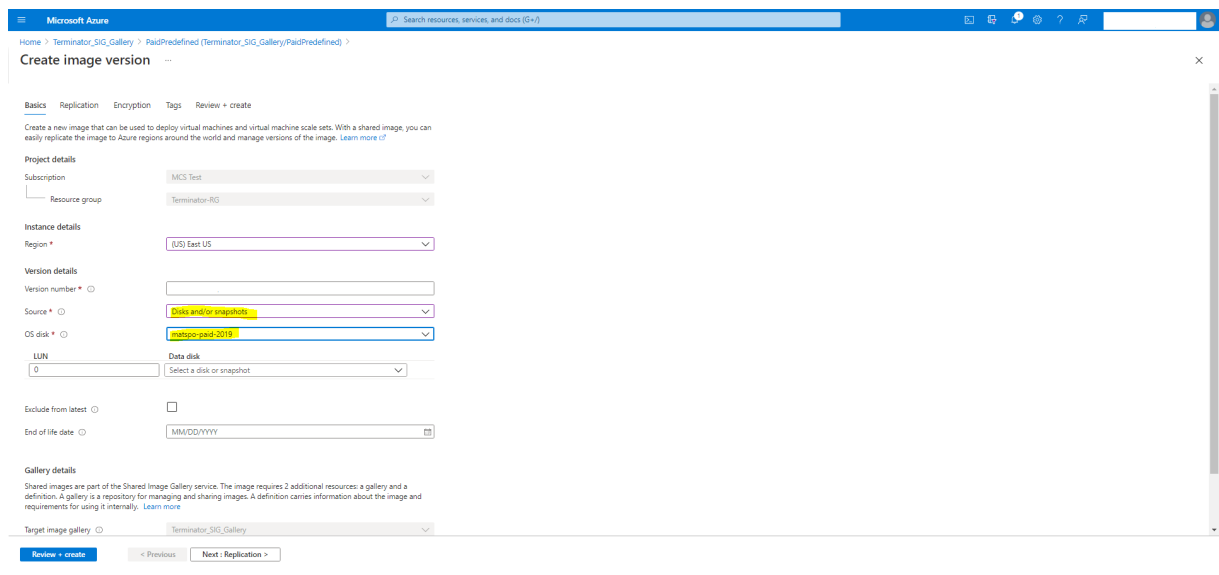 Microsoft Azure
Search resources, services, and docs (G+/)
Home > Terminator_SIG_Gallery > PaidPredefined (Terminator_SIG_Gallery/PaidPredefined) >
Create image version ...
Basics Replication Encryption Tags Review + create
Create a new image that can be used to deploy virtual machines and virtual machine scale sets. With a shared image, you can
easily replicate the image to Azure regions around the world and manage versions of the image. Learn more
Project details
Subscription MCS Test
Resource group Terminator-RG
Instance details
Region * (US) East US
Version details
Version number *
Source * Disks and/or snapshots
OS disk * matspo-paid-2019
LUN Data disk
0 Select a disk or snapshot
Exclude from latest
End of life date MM/DD/YYYY
Gallery details
Shared images are part of the Shared Image Gallery service. The image requires 2 additional resources: a gallery and a
definition. A gallery is a repository for managing and sharing images. A definition carries information about the image and
requirements for using it internally. Learn more
Target image gallery Terminator_SIG_Gallery
Review + create < Previous Next : Replication >